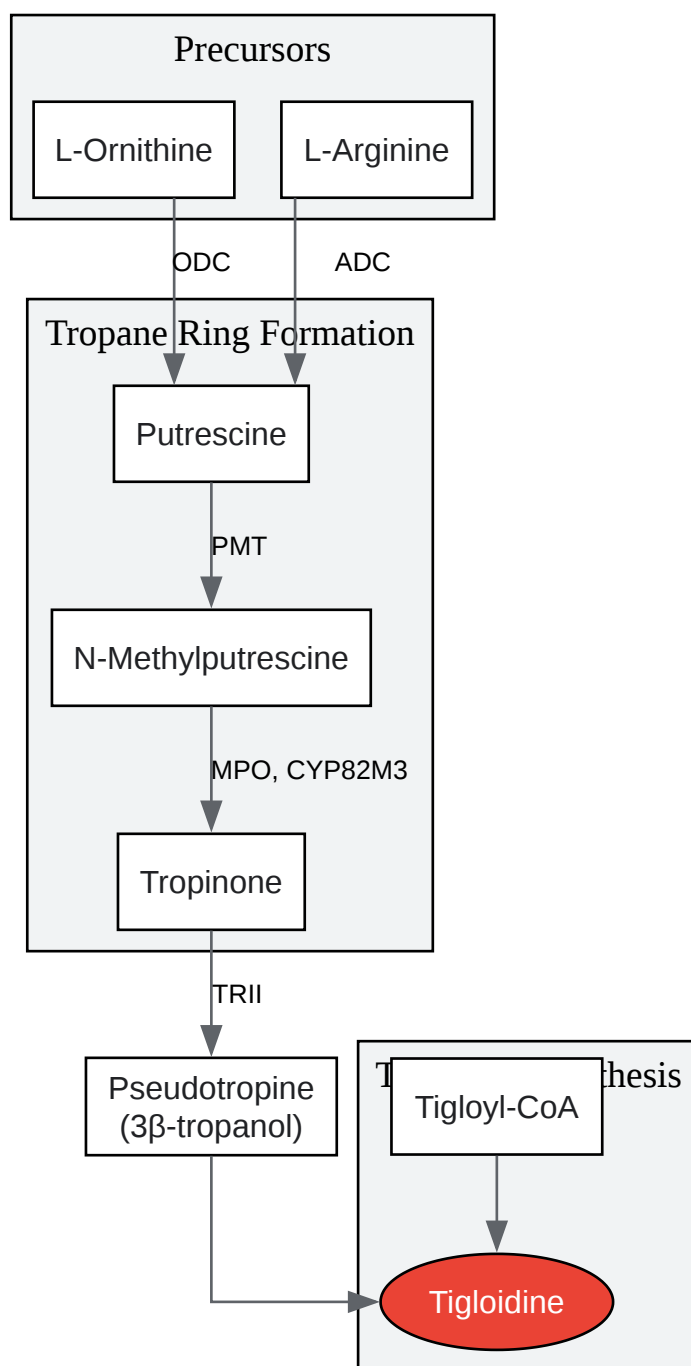 Precursors
L-Ornithine
L-Arginine
ODC
ADC
Tropane Ring Formation
Putrescine
PMT
N-Methylputrescine
MPO, CYP82M3
Tropinone
TRII
Pseudotropine
(3β-tropanol)
Tigloyl-CoA
Tigloidine